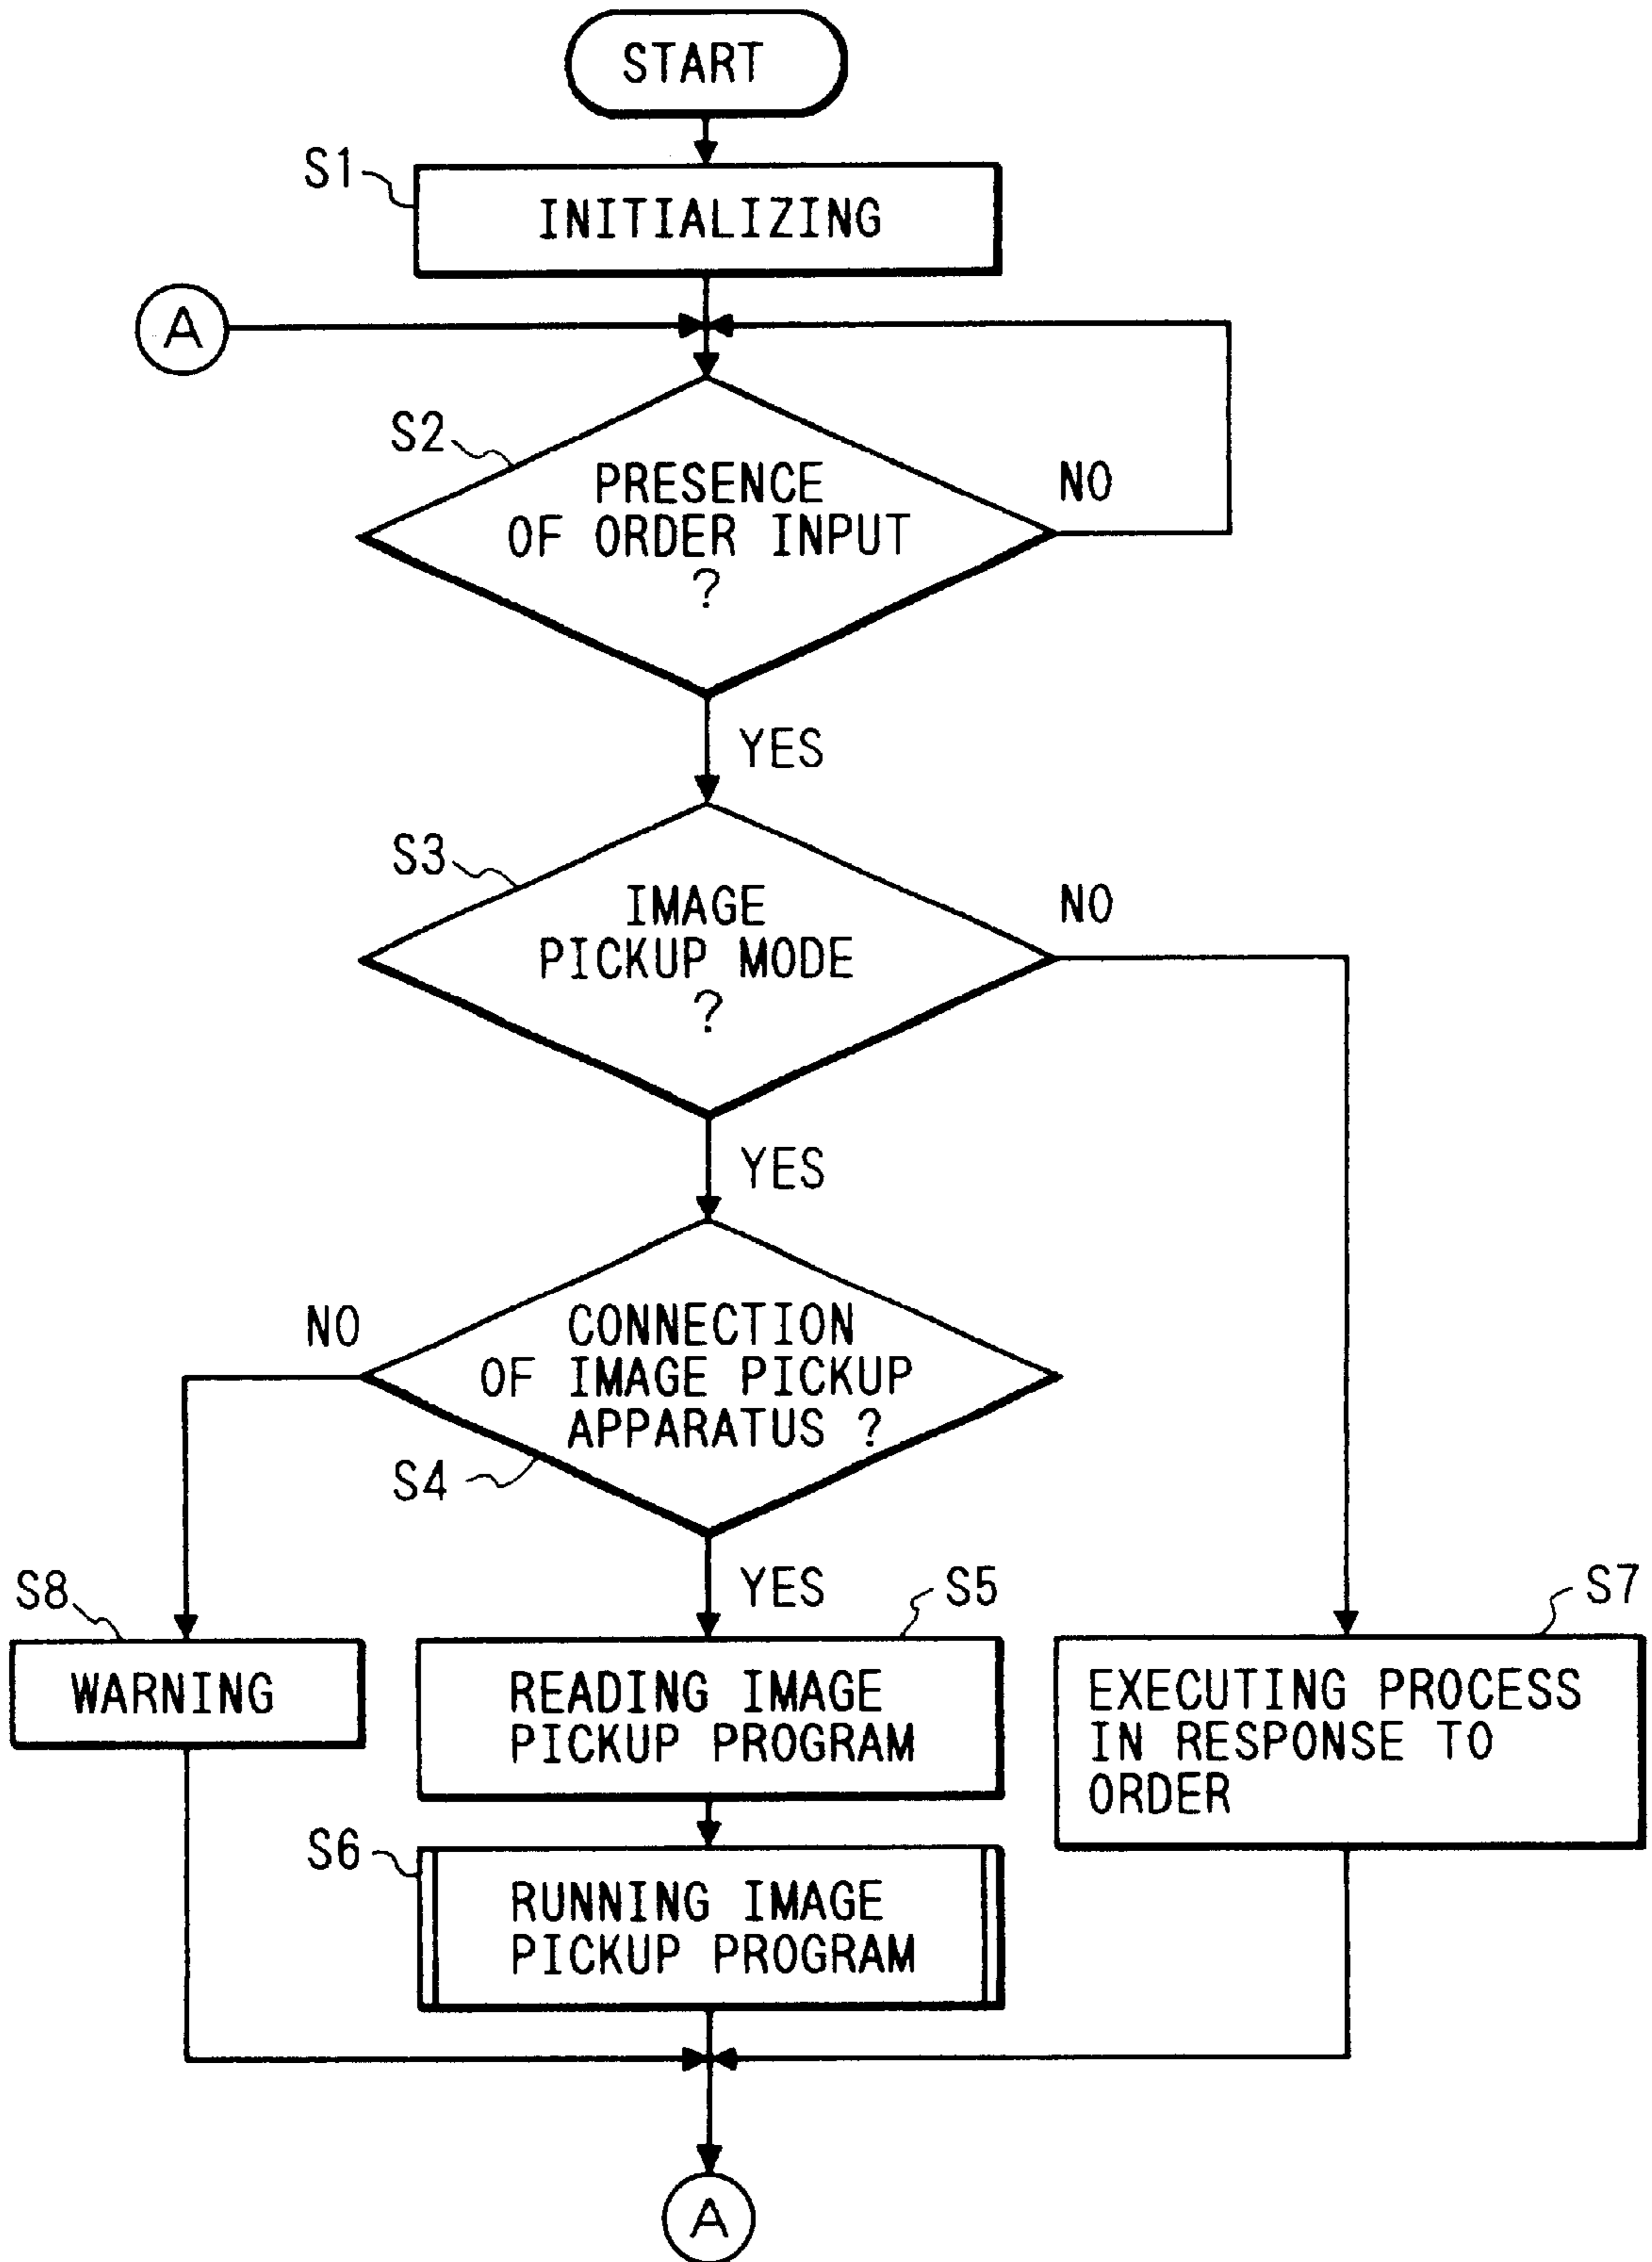 START
S1
INITIALIZING
A
S2
PRESENCE
OF ORDER INPUT
?
NO
YES
S3
IMAGE
PICKUP MODE
?
NO
YES
NO
CONNECTION
OF IMAGE PICKUP
APPARATUS ?
S4
YES
S8
WARNING
S5
READING IMAGE
PICKUP PROGRAM
S7
EXECUTING PROCESS
IN RESPONSE TO
ORDER
S6
RUNNING IMAGE
PICKUP PROGRAM
A